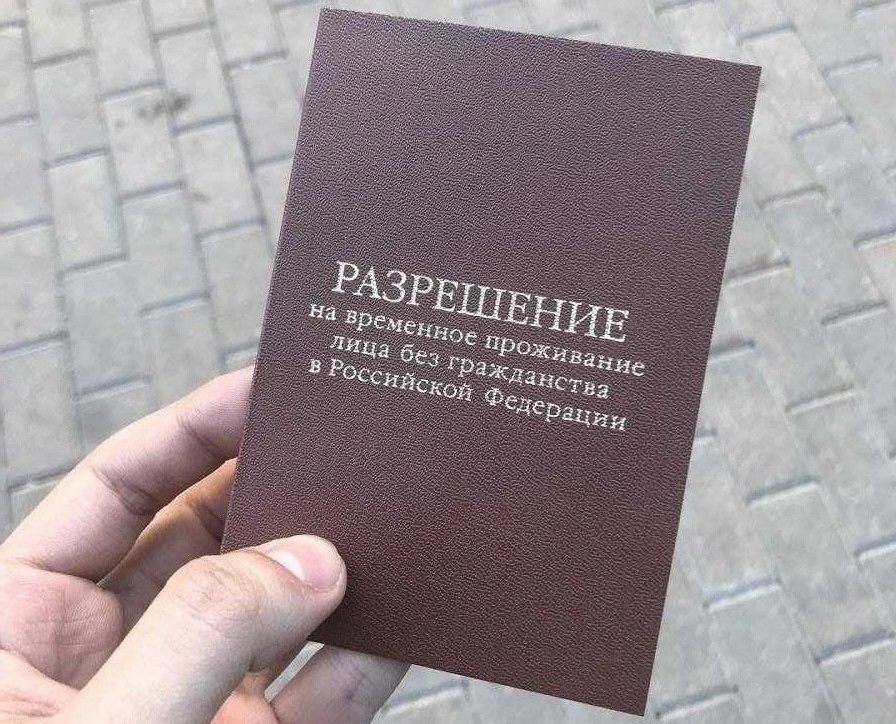 РАЗРЕШЕНИЕ
на временное проживание
лица без гражданства
в Российской Федерации